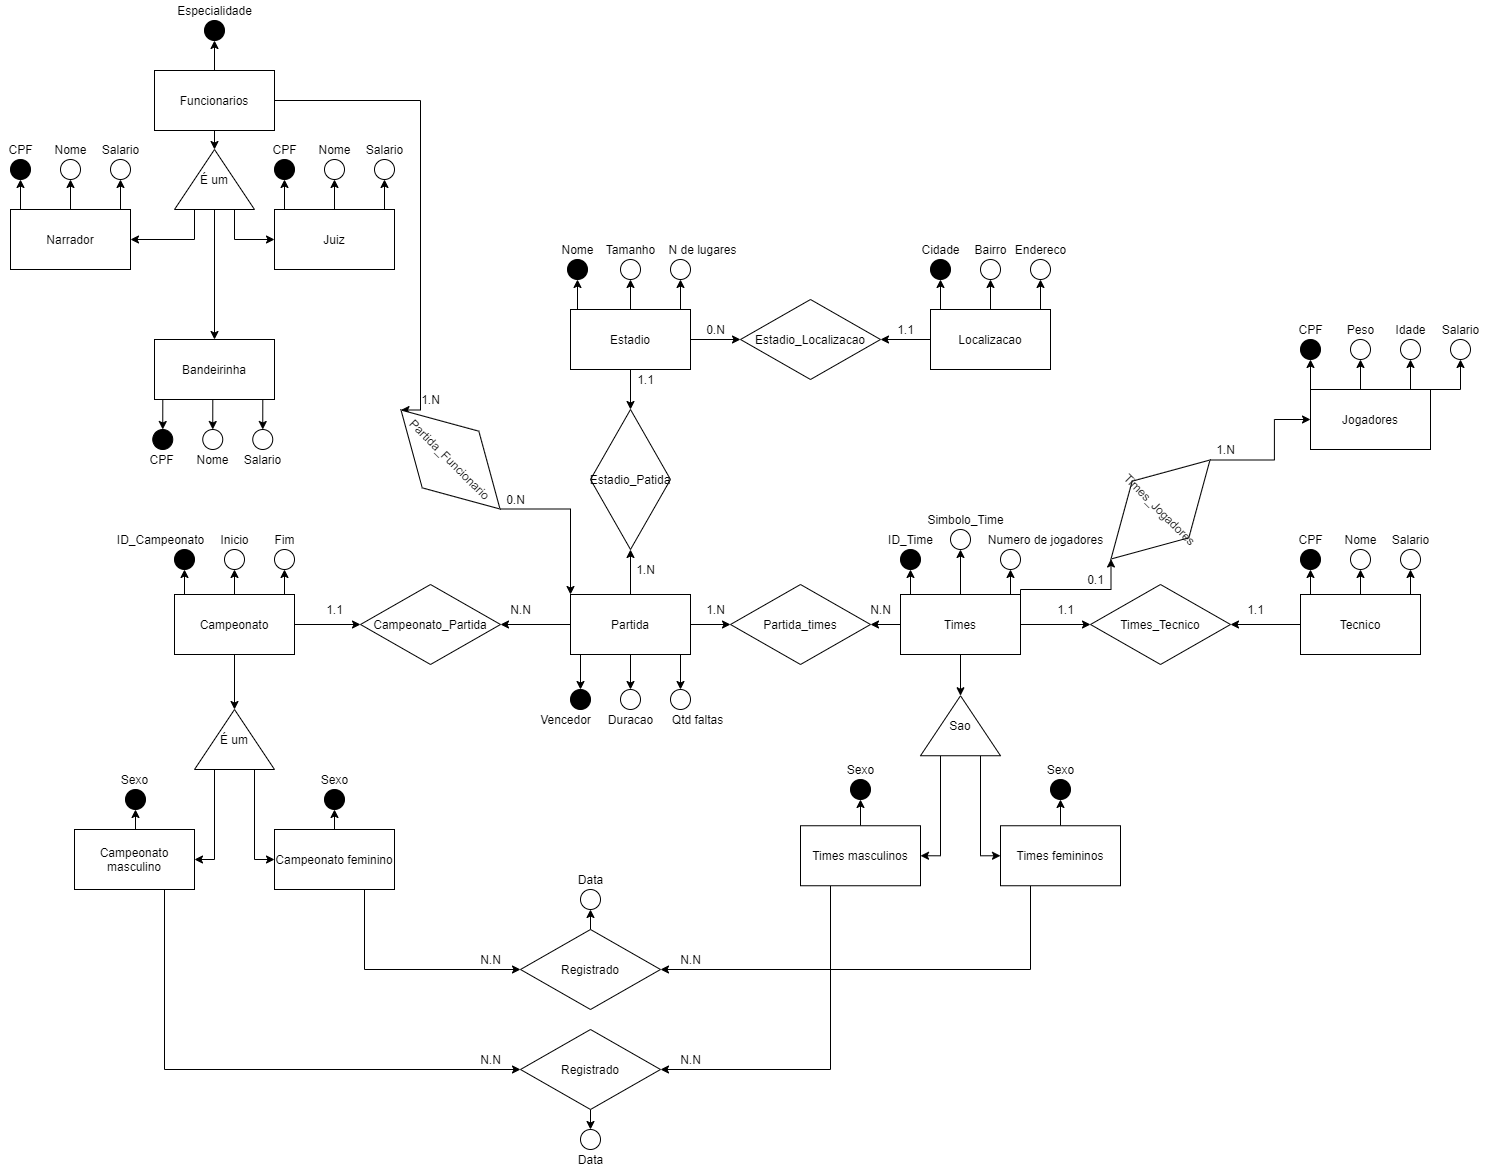 Especialidade
Funcionarios
CPF
Nome
Salario
CPF
Nome
Salario
É um
Narrador
Juiz
Bandeirinha
CPF
Nome
Salario
1.N
Partida_Funcionario
0.N
Nome
Tamanho
N de lugares
Estadio
0.N
Estadio_Localizacao
1.1
Cidade
Bairro
Endereco
Localizacao
1.1
Estadio_Patida
1.N
CPF
Peso
Idade
Salario
Jogadores
1.N
Times_Jogadores
0.1
ID_Campeonato
Inicio
Fim
Campeonato
1.1
Campeonato_Partida
N.N
Partida
Vencedor
Duracao
Qtd faltas
1.N
Partida_times
N.N
ID_Time
Simbolo_Time
Numero de jogadores
Times
1.1
Times_Tecnico
1.1
CPF
Nome
Salario
Tecnico
É um
Sexo
Sexo
Campeonato
masculino
Campeonato feminino
Sao
Sexo
Sexo
Times masculinos
Times femininos
Data
N.N
Registrado
N.N
N.N
Registrado
N.N
Data